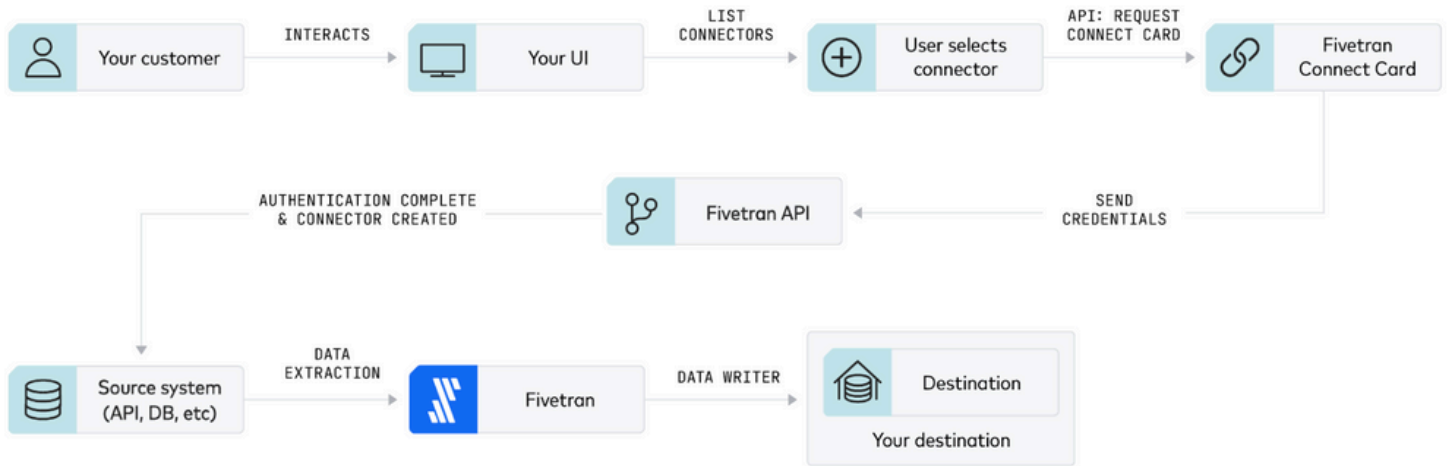 INTERACTS
LIST
CONNECTORS
API: REQUEST
CONNECT CARD
Your customer
Your UI
User selects
connector
Fivetran
Connect Card
AUTHENTICATION COMPLETE
& CONNECTOR CREATED
Fivetran API
SEND
CREDENTIALS
Source system
(API, DB, etc)
DATA
EXTRACTION
Fivetran
DATA WRITER
Destination
Your destination